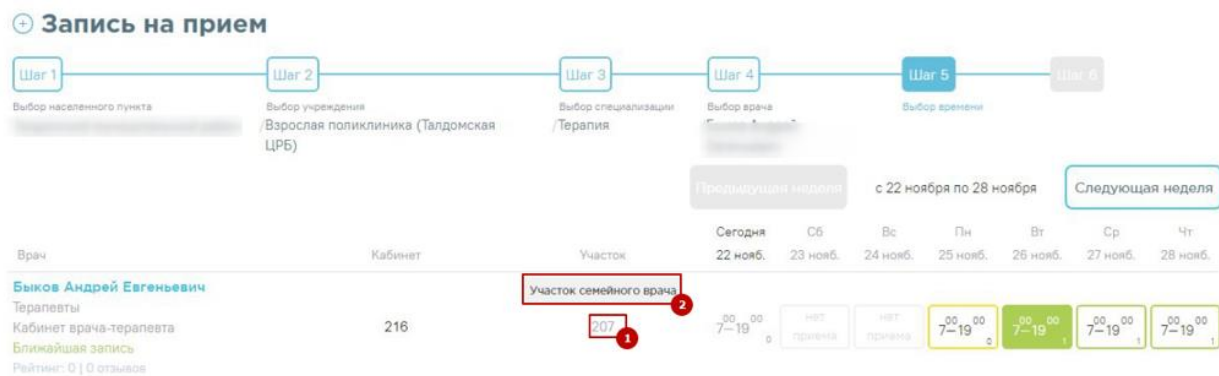 Запись на прием
Шаг 1 Шаг 2 Шаг 3 Шаг 4 Шаг 5 Шаг 6
Выбор населенного пункта Выбор учреждения Выбор специализации Выбор врача Выбор времени
/Взрослая поликлиника (Талдомская /Терапия
ЦРБ)
Предыдущая неделя с 22 ноября по 28 ноября Следующая неделя
Сегодня Сб Вс Пн Вт Ср Чт
Врач Кабинет Участок 22 нояб. 23 нояб. 24 нояб. 25 нояб. 26 нояб. 27 нояб. 28 нояб.
Быков Андрей Евгеньевич Участок семейного врача 2
Терапевты
Кабинет врача-терапевта 216 207 1 7⁰⁰–19⁰⁰ 0 нет приема нет приема 7⁰⁰–19⁰⁰ 0 7⁰⁰–19⁰⁰ 1 7⁰⁰–19⁰⁰ 1 7⁰⁰–19⁰⁰ 1
Ближайшая запись
Рейтинг: 0 | 0 отзывов